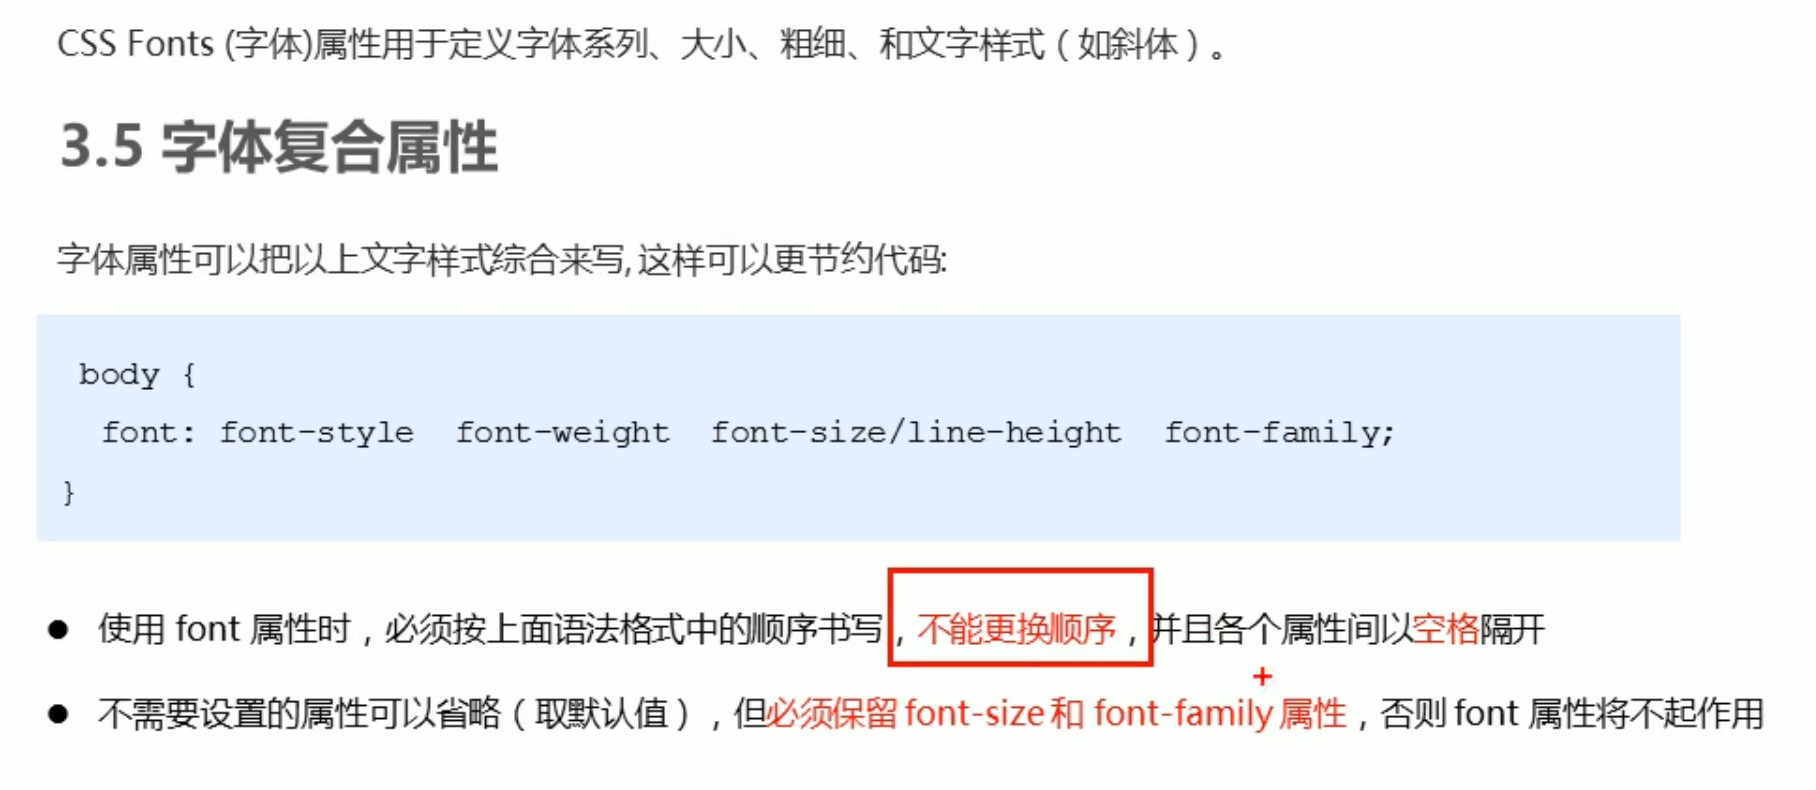 CSS Fonts (字体)属性用于定义字体系列、大小、粗细、和文字样式（如斜体）。
3.5 字体复合属性
字体属性可以把以上文字样式综合来写, 这样可以更节约代码:
body {
font: font-style font-weight font-size/line-height font-family;
}
● 使用 font 属性时，必须按上面语法格式中的顺序书写，不能更换顺序，并且各个属性间以空格隔开
● 不需要设置的属性可以省略（取默认值），但必须保留 font-size 和 font-family 属性，否则 font 属性将不起作用